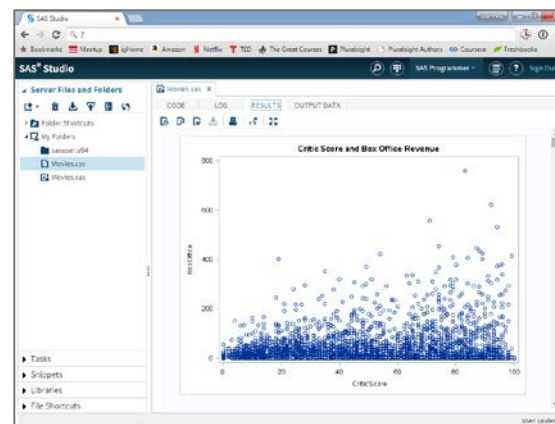 SAS Studio
Bookmarks Meetup igHome Amazon Netflix TED The Great Courses Pluralsight Pluralsight Authors Coursera Freshbooks
SAS® Studio
SAS Programmer
Sign Out
Server Files and Folders
Folder Shortcuts
My Folders
Movies.csv
Movies.sas
Tasks
Snippets
Libraries
File Shortcuts
Movies.sas
CODE LOG RESULTS OUTPUT DATA
Critic Score and Box Office Revenue
800
600
400
200
0
BoxOffice
0 20 40 60 80 100
CriticScore